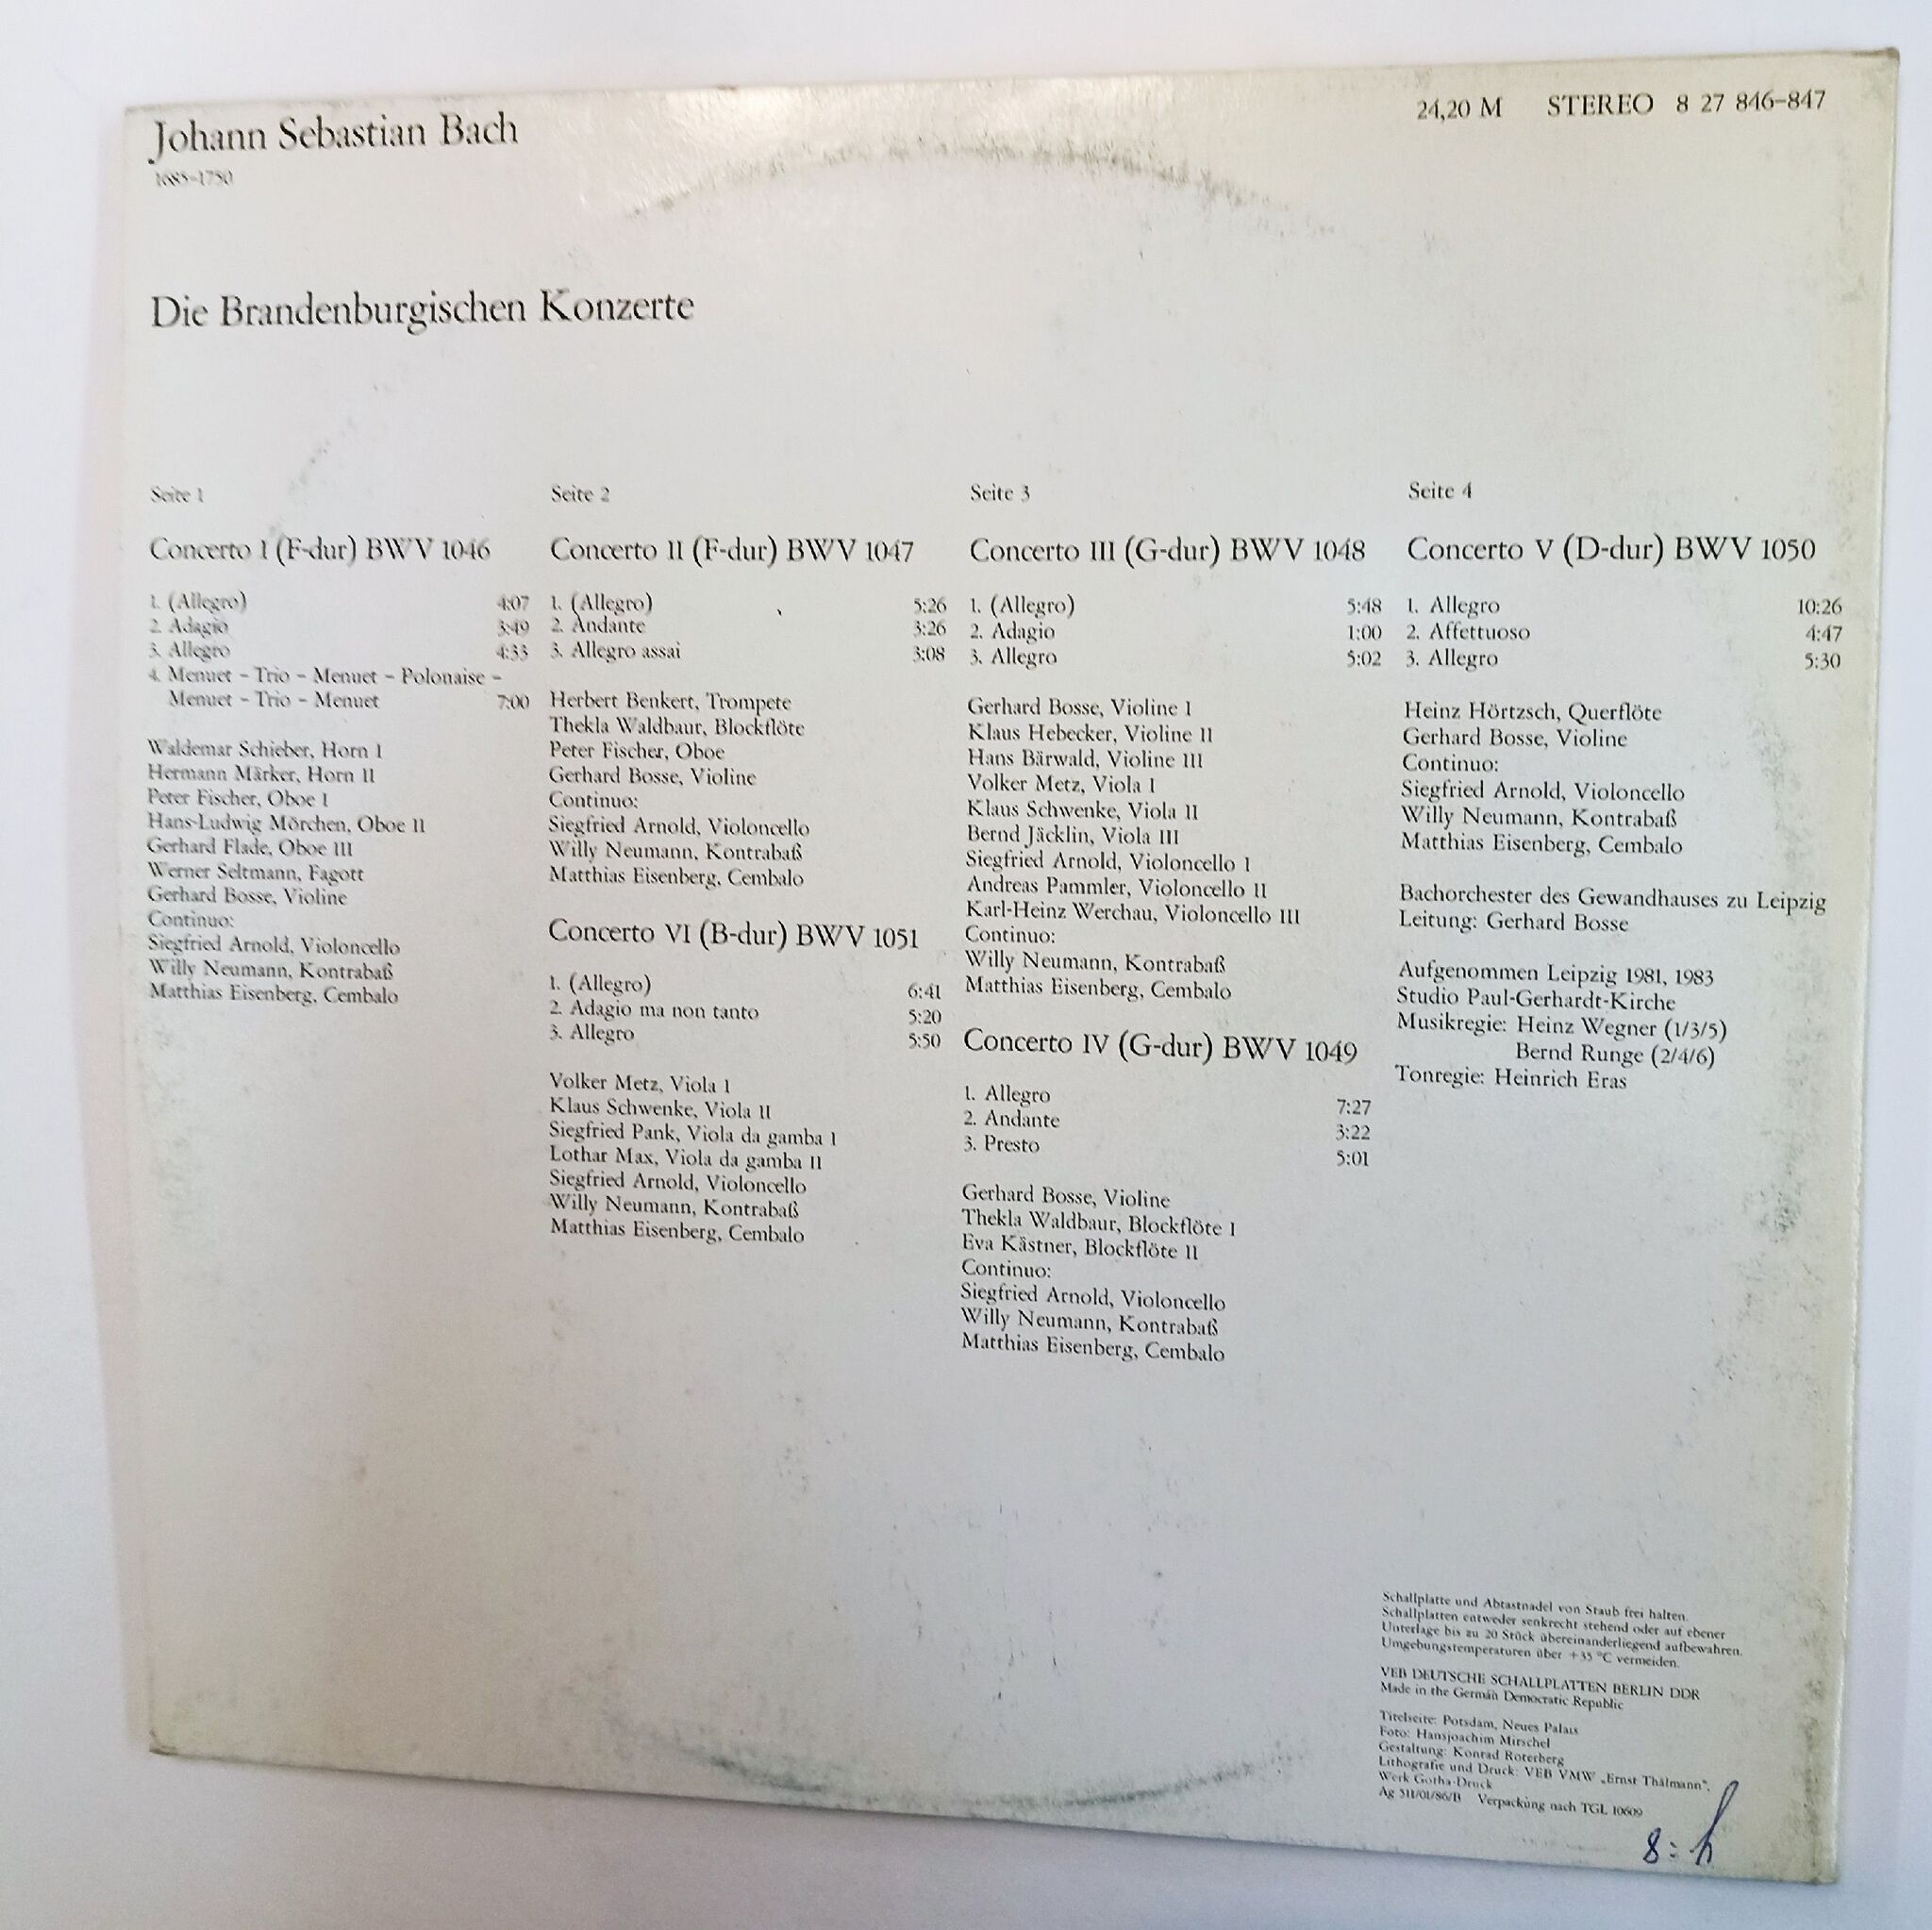 Johann Sebastian Bach
1685–1750
24,20 M STEREO 8 27 846–847
Die Brandenburgischen Konzerte
Seite 1
Concerto I (F-dur) BWV 1046
1. (Allegro) 4:07
2. Adagio 3:49
3. Allegro 4:33
4. Menuet – Trio – Menuet – Polonaise –
Menuet – Trio – Menuet 7:00
Waldemar Schieber, Horn I
Hermann Märker, Horn II
Peter Fischer, Oboe I
Hans-Ludwig Mörchen, Oboe II
Gerhard Flade, Oboe III
Werner Seltmann, Fagott
Gerhard Bosse, Violine
Continuo:
Siegfried Arnold, Violoncello
Willy Neumann, Kontrabaß
Matthias Eisenberg, Cembalo
Seite 2
Concerto II (F-dur) BWV 1047
1. (Allegro) 5:26
2. Andante 3:26
3. Allegro assai 3:08
Herbert Benkert, Trompete
Thekla Waldbaur, Blockflöte
Peter Fischer, Oboe
Gerhard Bosse, Violine
Continuo:
Siegfried Arnold, Violoncello
Willy Neumann, Kontrabaß
Matthias Eisenberg, Cembalo
Concerto VI (B-dur) BWV 1051
1. (Allegro) 6:41
2. Adagio ma non tanto 5:20
3. Allegro 5:50
Volker Metz, Viola I
Klaus Schwenke, Viola II
Siegfried Pank, Viola da gamba I
Lothar Max, Viola da gamba II
Siegfried Arnold, Violoncello
Willy Neumann, Kontrabaß
Matthias Eisenberg, Cembalo
Seite 3
Concerto III (G-dur) BWV 1048
1. (Allegro) 5:48
2. Adagio 1:00
3. Allegro 5:02
Gerhard Bosse, Violine I
Klaus Hebecker, Violine II
Hans Bärwald, Violine III
Volker Metz, Viola I
Klaus Schwenke, Viola II
Bernd Jäcklin, Viola III
Siegfried Arnold, Violoncello I
Andreas Pammler, Violoncello II
Karl-Heinz Werchau, Violoncello III
Continuo:
Willy Neumann, Kontrabaß
Matthias Eisenberg, Cembalo
Concerto IV (G-dur) BWV 1049
1. Allegro 7:27
2. Andante 3:22
3. Presto 5:01
Gerhard Bosse, Violine
Thekla Waldbaur, Blockflöte I
Eva Kästner, Blockflöte II
Continuo:
Siegfried Arnold, Violoncello
Willy Neumann, Kontrabaß
Matthias Eisenberg, Cembalo
Seite 4
Concerto V (D-dur) BWV 1050
1. Allegro 10:26
2. Affettuoso 4:47
3. Allegro 5:30
Heinz Hörtzsch, Querflöte
Gerhard Bosse, Violine
Continuo:
Siegfried Arnold, Violoncello
Willy Neumann, Kontrabaß
Matthias Eisenberg, Cembalo
Bachorchester des Gewandhauses zu Leipzig
Leitung: Gerhard Bosse
Aufgenommen Leipzig 1981, 1983
Studio Paul-Gerhardt-Kirche
Musikregie: Heinz Wegner (1/3/5)
Bernd Runge (2/4/6)
Tonregie: Heinrich Eras
Schallplatte und Abtastnadel von Staub frei halten.
Schallplatten entweder senkrecht stehend oder auf ebener
Unterlage bis zu 20 Stück übereinanderliegend aufbewahren.
Umgebungstemperaturen über +35 °C vermeiden.
VEB DEUTSCHE SCHALLPLATTEN BERLIN DDR
Made in the German Democratic Republic
Titelseite: Potsdam, Neues Palais
Foto: Hansjoachim Mirschel
Gestaltung: Konrad Roterberg
Lithografie und Druck: VEB VMW „Ernst Thälmann",
Werk Gotha-Druck
Ag 511/01/86/B Verpackung nach TGL 10609